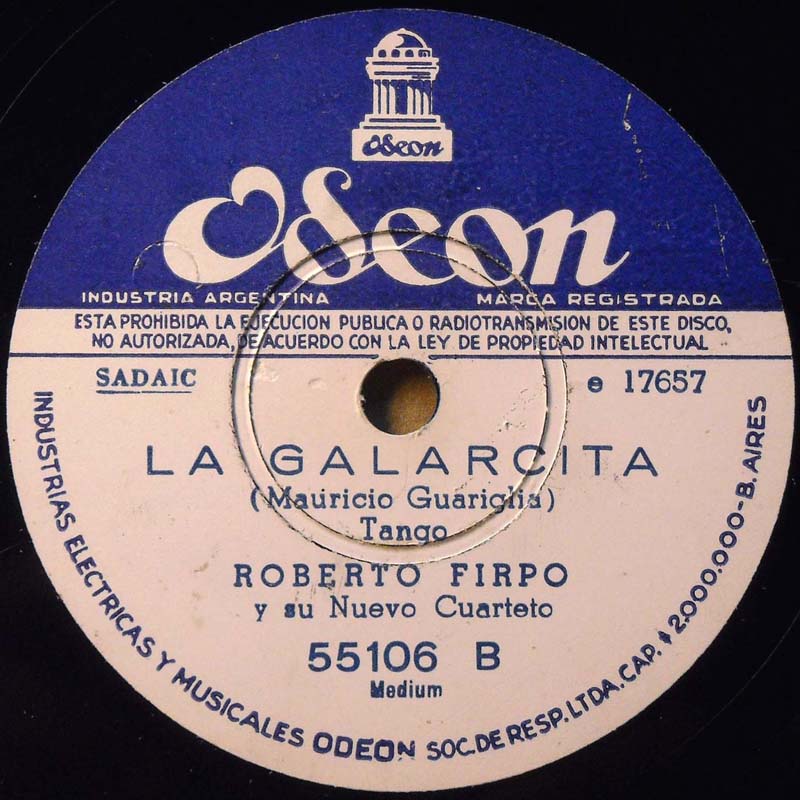 Odeon
Odeon
INDUSTRIA ARGENTINA MARCA REGISTRADA
ESTA PROHIBIDA LA EJECUCION PUBLICA O RADIOTRANSMISION DE ESTE DISCO,
NO AUTORIZADA, DE ACUERDO CON LA LEY DE PROPIEDAD INTELECTUAL
SADAIC e 17657
LA GALARCITA
(Mauricio Guariglia)
Tango
ROBERTO FIRPO
y su Nuevo Cuarteto
55106 B
Medium
INDUSTRIAS ELECTRICAS Y MUSICALES ODEON SOC. DE RESP. LTDA. CAP. $ 2.000.000-B. AIRES